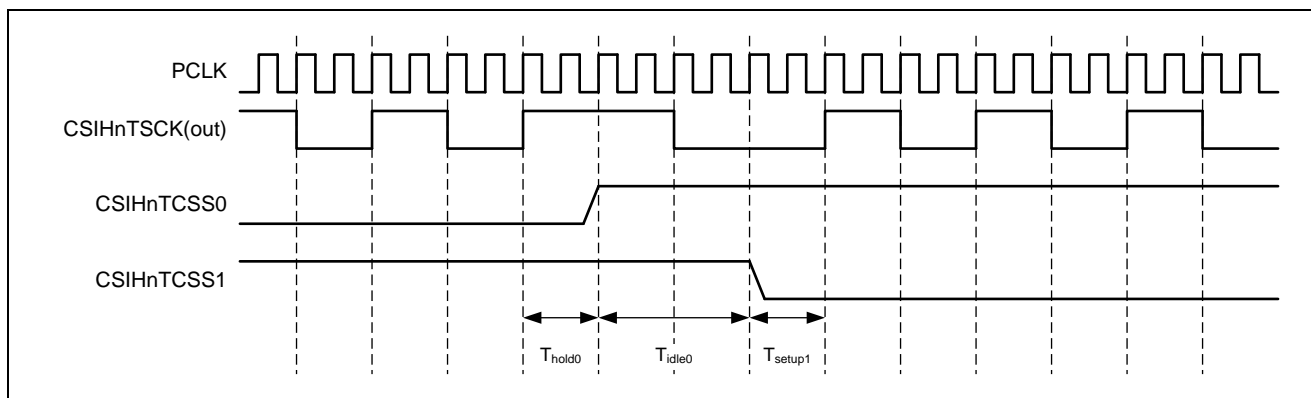 PCLK
CSIHnTSCK(out)
CSIHnTCSS0
CSIHnTCSS1
Thold0 Tidle0 Tsetup1